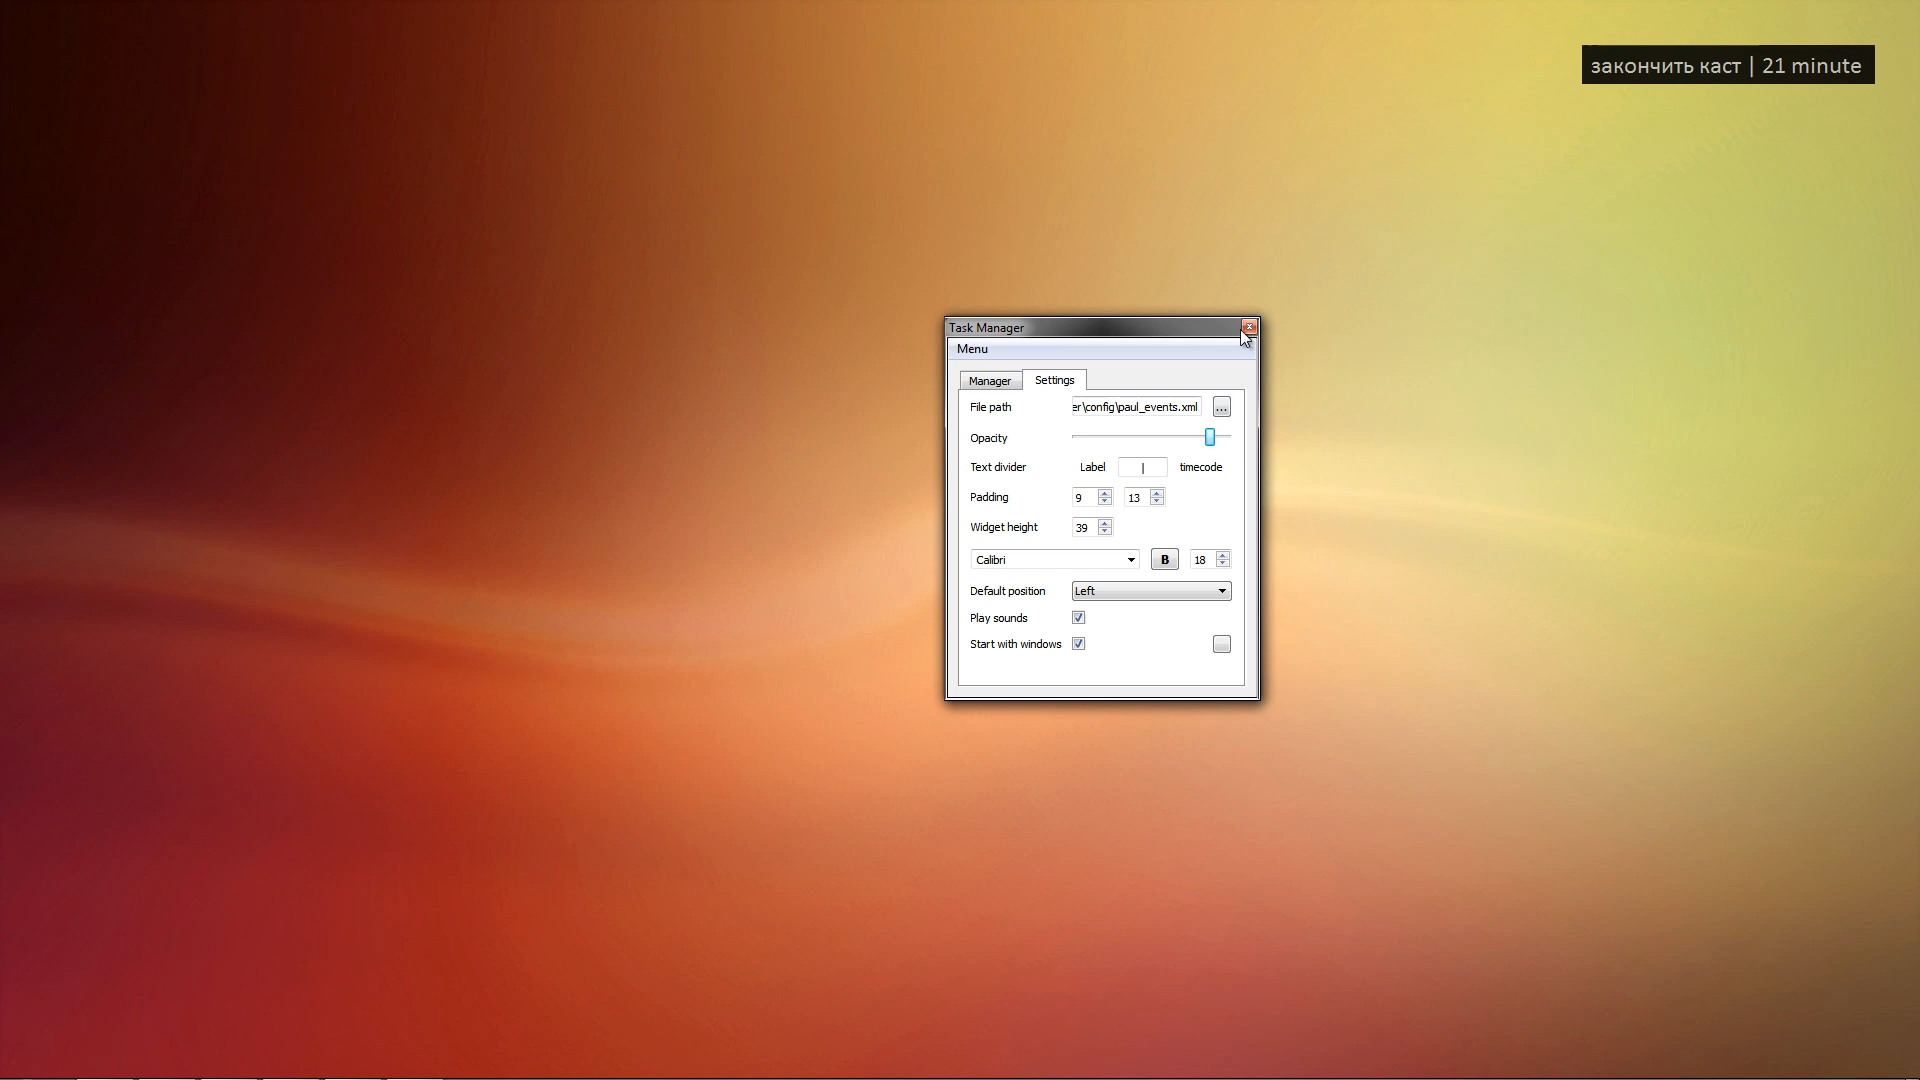 закончить каст | 21 minute
Task Manager
Menu
Manager Settings
File path er\config\paul_events.xml ...
Opacity
Text divider Label | timecode
Padding 9 13
Widget height 39
Calibri B 18
Default position Left
Play sounds
Start with windows